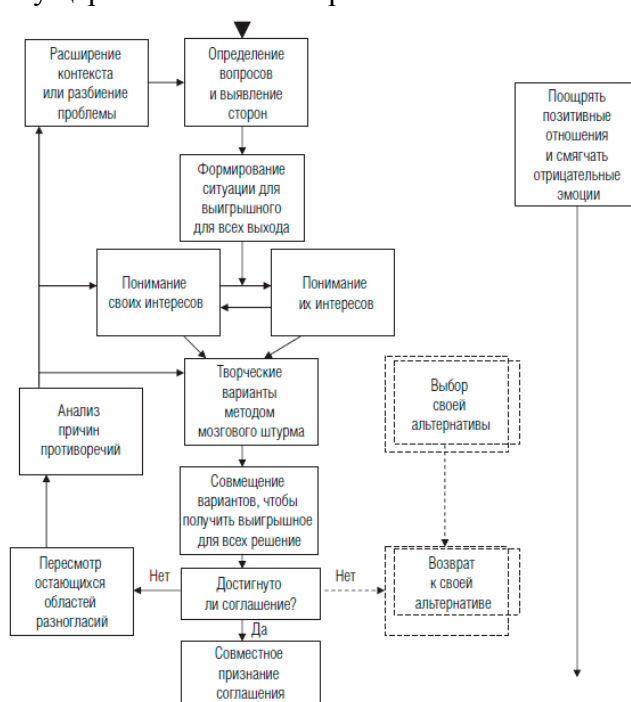 Расширение
контекста
или разбиение
проблемы
Определение
вопросов
и выявление
сторон
Поощрять
позитивные
отношения
и смягчать
отрицательные
эмоции
Формирование
ситуации для
выигрышного
для всех выхода
Понимание
своих интересов
Понимание
их интересов
Творческие
варианты
методом
мозгового штурма
Выбор
своей
альтернативы
Анализ
причин
противоречий
Совмещение
вариантов, чтобы
получить выигрышное
для всех решение
Пересмотр
остающихся
областей
разногласий
Нет
Достигнуто
ли соглашение?
Нет
Возврат
к своей
альтернативе
Да
Совместное
признание
соглашения